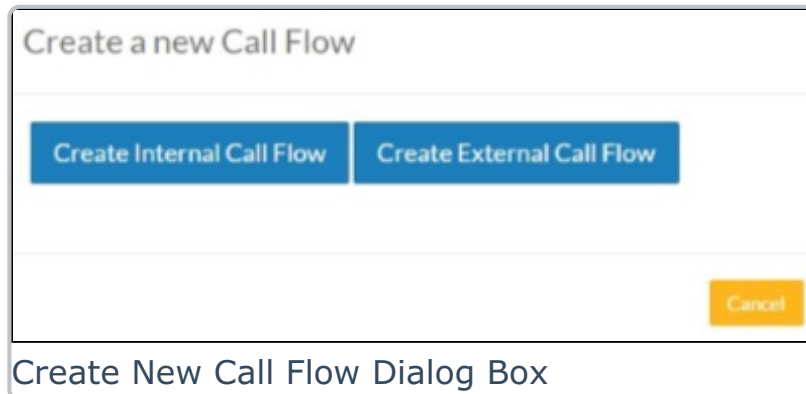 Create a new Call Flow
Create Internal Call Flow Create External Call Flow
Cancel
Create New Call Flow Dialog Box